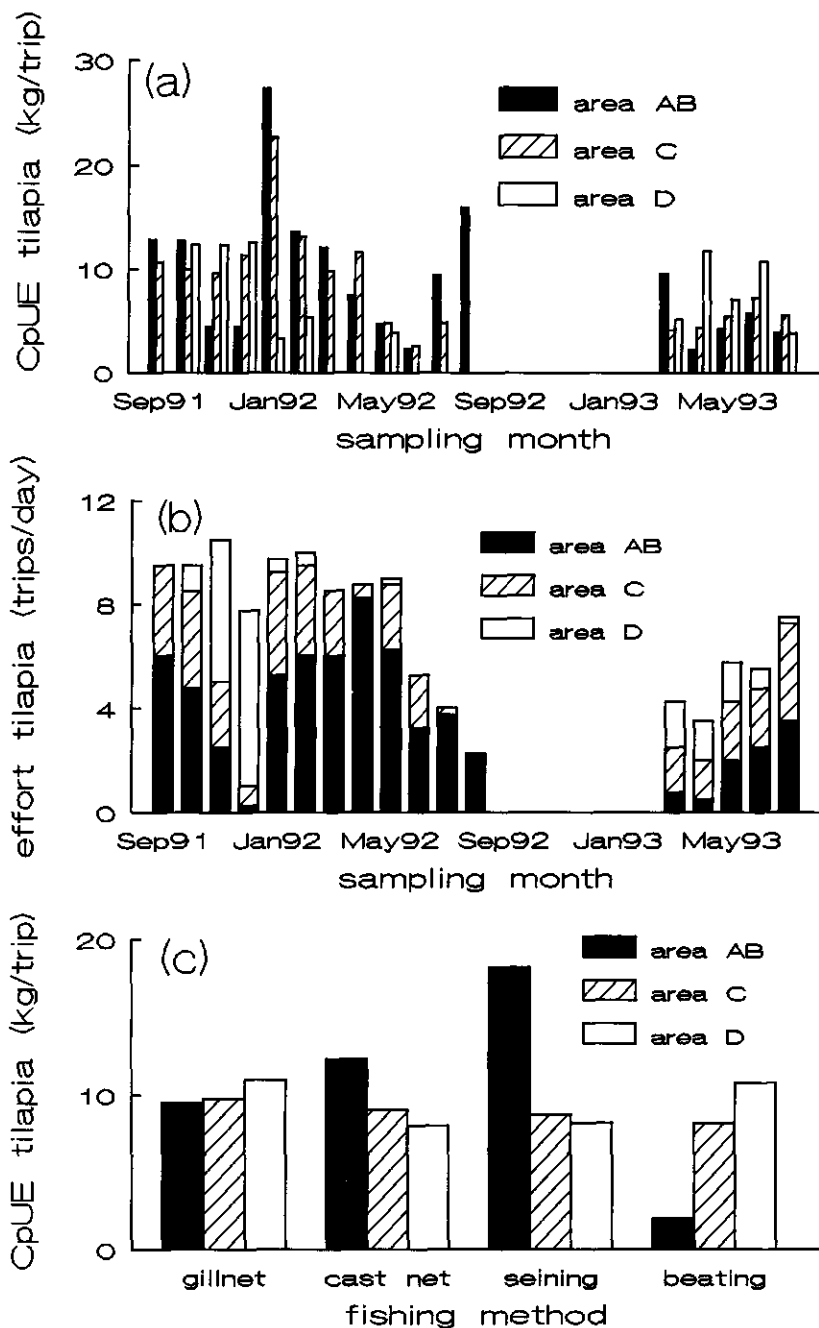 (a)
CpUE tilapia (kg/trip)
30
20
10
0
area AB
area C
area D
Sep91 Jan92 May92 Sep92 Jan93 May93
sampling month
(b)
effort tilapia (trips/day)
12
8
4
0
area AB
area C
area D
Sep91 Jan92 May92 Sep92 Jan93 May93
sampling month
(c)
CpUE tilapia (kg/trip)
20
10
0
area AB
area C
area D
gillnet cast net seining beating
fishing method